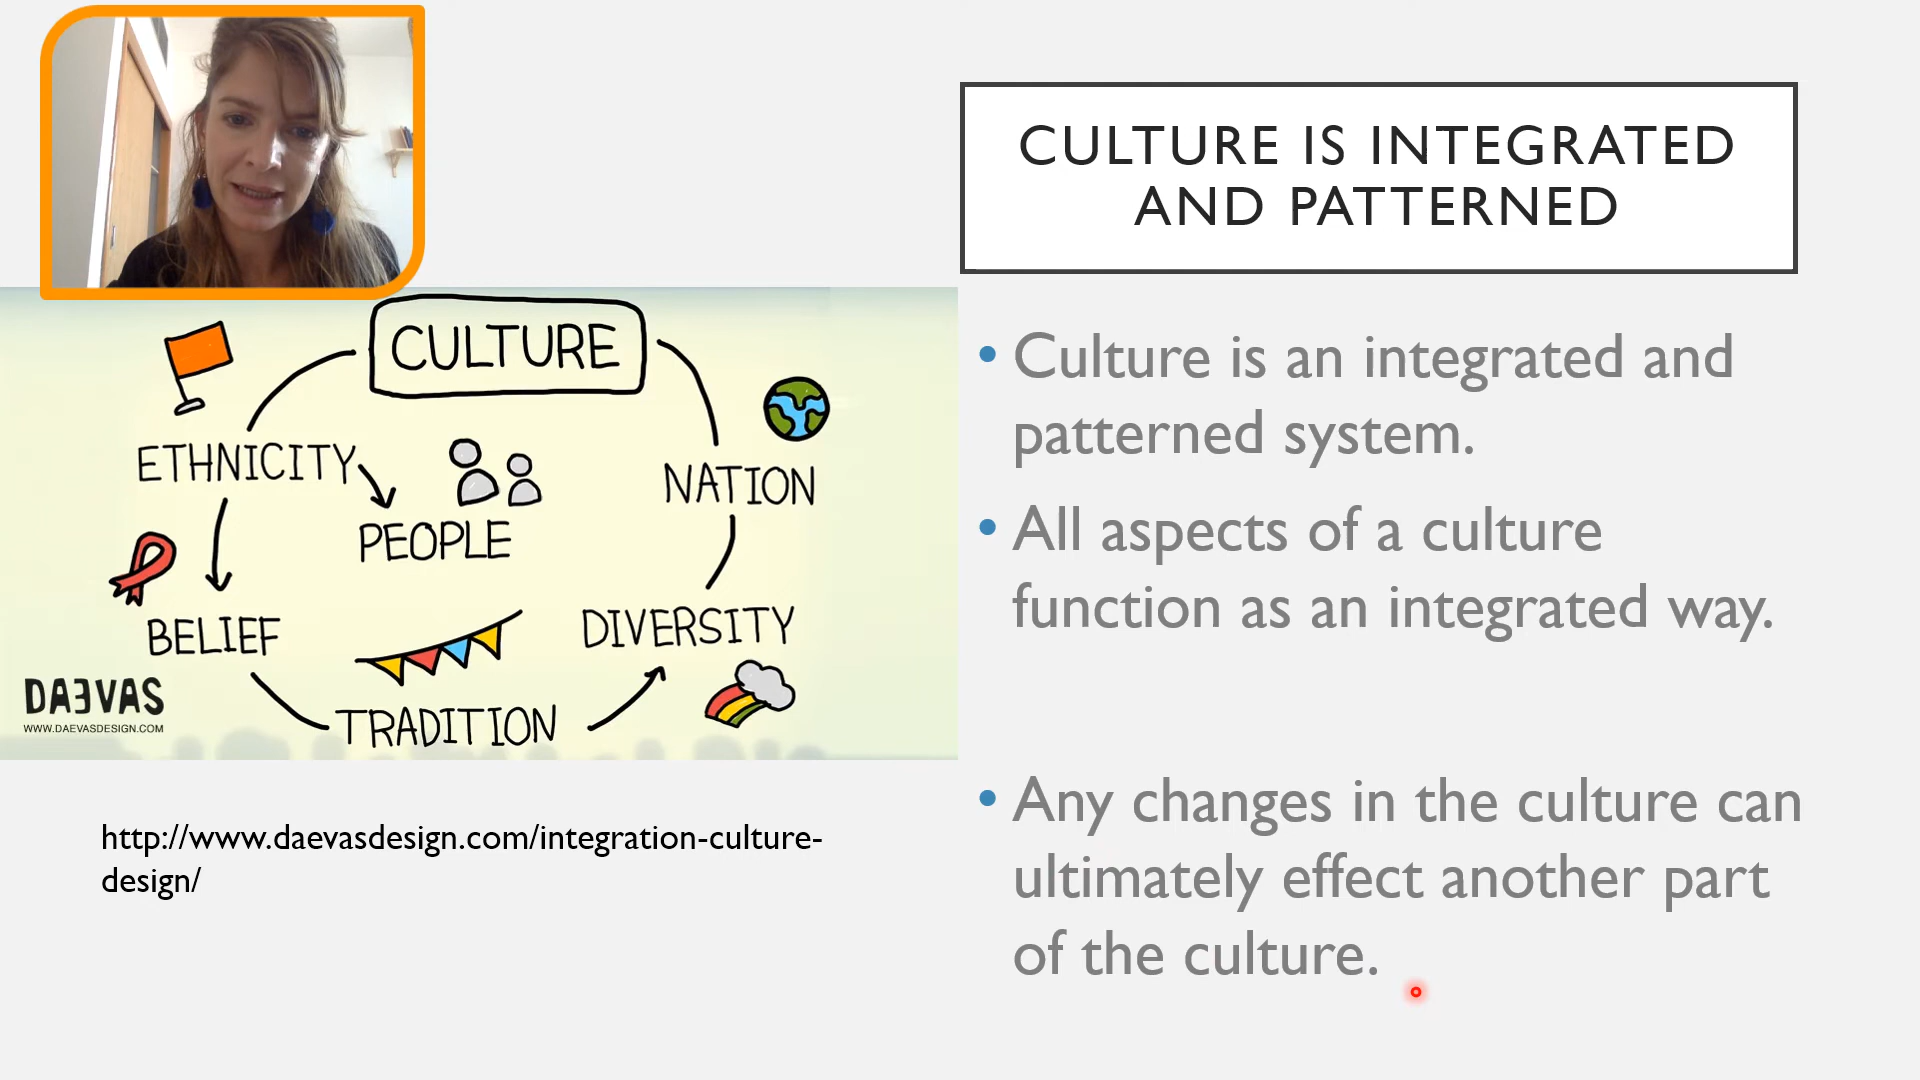 CULTURE IS INTEGRATED
AND PATTERNED
CULTURE
ETHNICITY
PEOPLE
NATION
BELIEF
DIVERSITY
TRADITION
DAEVAS
WWW.DAEVASDESIGN.COM
http://www.daevasdesign.com/integration-culture-
design/
• Culture is an integrated and
patterned system.
• All aspects of a culture
function as an integrated way.
• Any changes in the culture can
ultimately effect another part
of the culture.